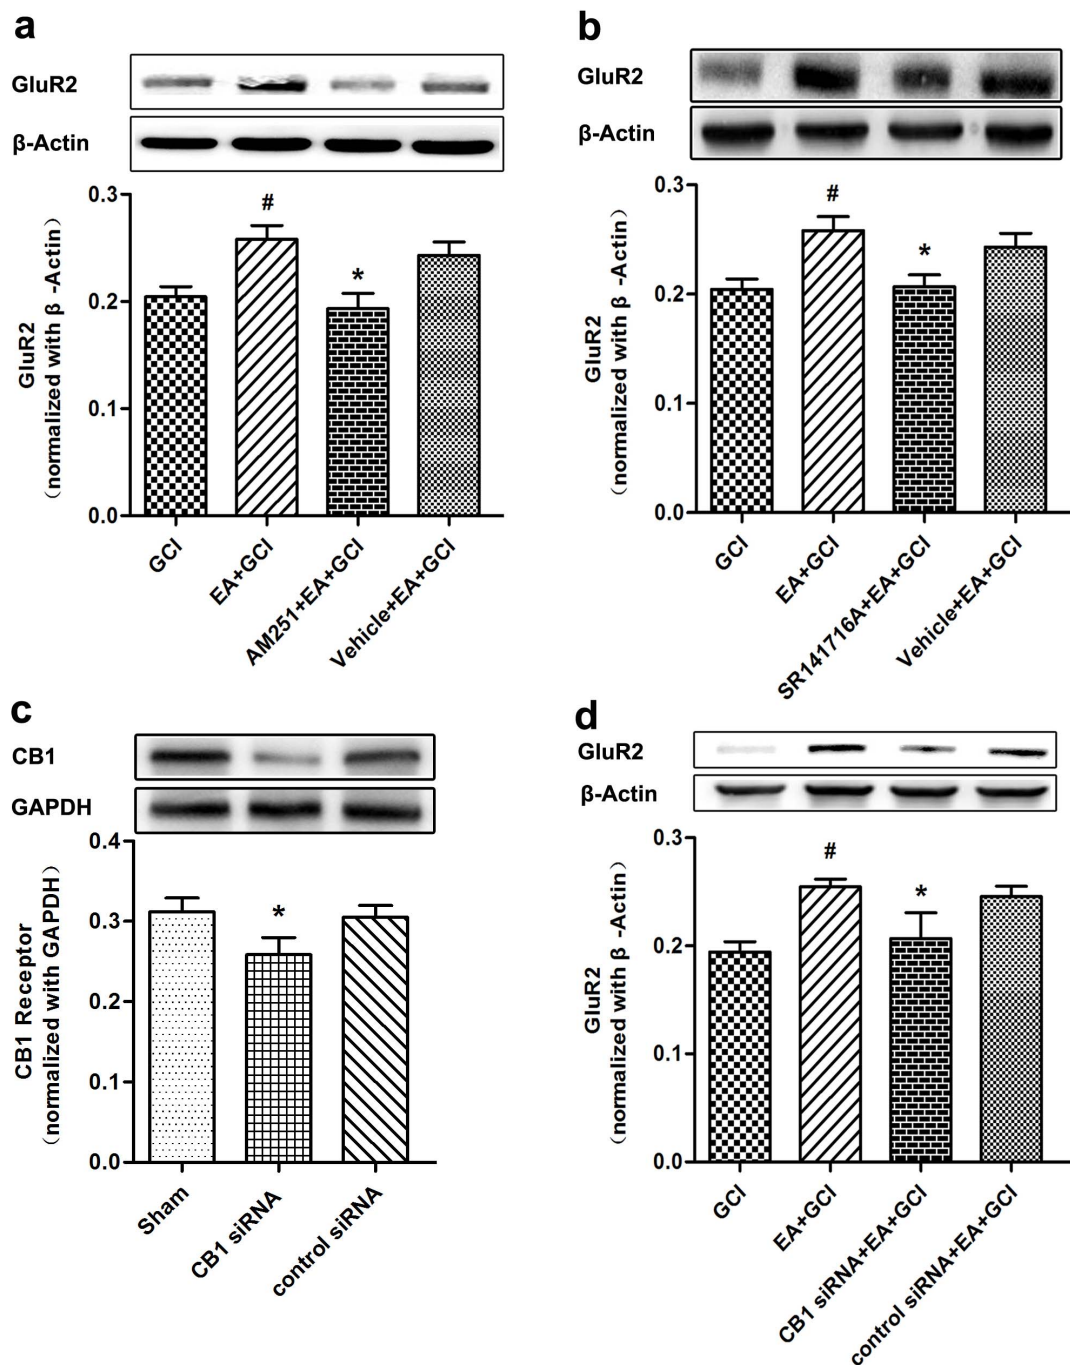 a
GluR2
β-Actin
GluR2
(normalized with β -Actin)
0.3
0.2
0.1
0.0
#
*
GCI
EA+GCI
AM251+EA+GCI
Vehicle+EA+GCI
b
GluR2
β-Actin
GluR2
(normalized with β -Actin)
0.3
0.2
0.1
0.0
#
*
GCI
EA+GCI
SR141716A+EA+GCI
Vehicle+EA+GCI
c
CB1
GAPDH
CB1 Receptor
(normalized with GAPDH)
0.4
0.3
0.2
0.1
0.0
*
Sham
CB1 siRNA
control siRNA
d
GluR2
β-Actin
GluR2
(normalized with β -Actin)
0.3
0.2
0.1
0.0
#
*
GCI
EA+GCI
CB1 siRNA+EA+GCI
control siRNA+EA+GCI